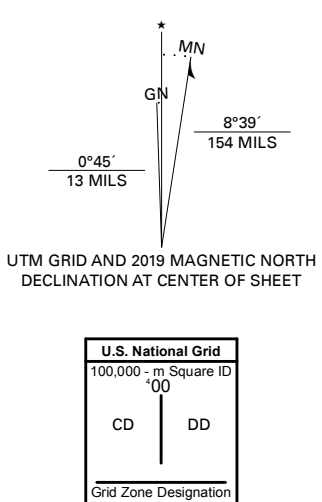 ★
MN
GN
8°39´
154 MILS
0°45´
13 MILS
UTM GRID AND 2019 MAGNETIC NORTH
DECLINATION AT CENTER OF SHEET
U.S. National Grid
100,000 - m Square ID
⁴00
CD DD
Grid Zone Designation